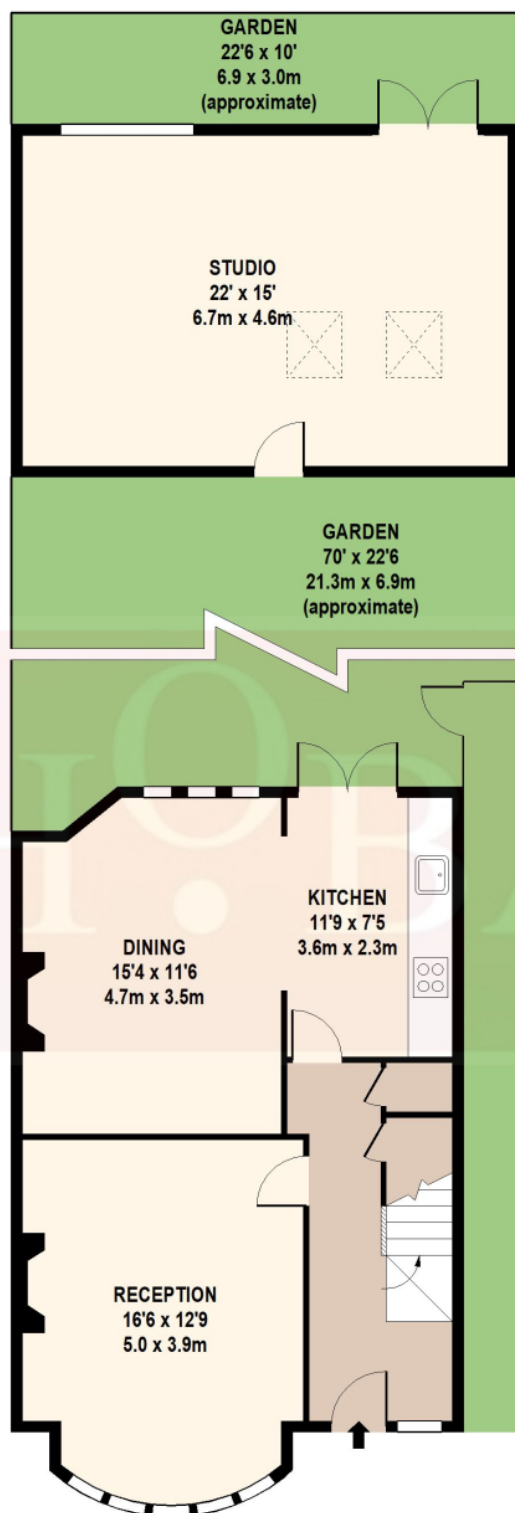 GARDEN
22'6 x 10'
6.9 x 3.0m
(approximate)
STUDIO
22' x 15'
6.7m x 4.6m
GARDEN
70' x 22'6
21.3m x 6.9m
(approximate)
KITCHEN
11'9 x 7'5
3.6m x 2.3m
DINING
15'4 x 11'6
4.7m x 3.5m
RECEPTION
16'6 x 12'9
5.0 x 3.9m